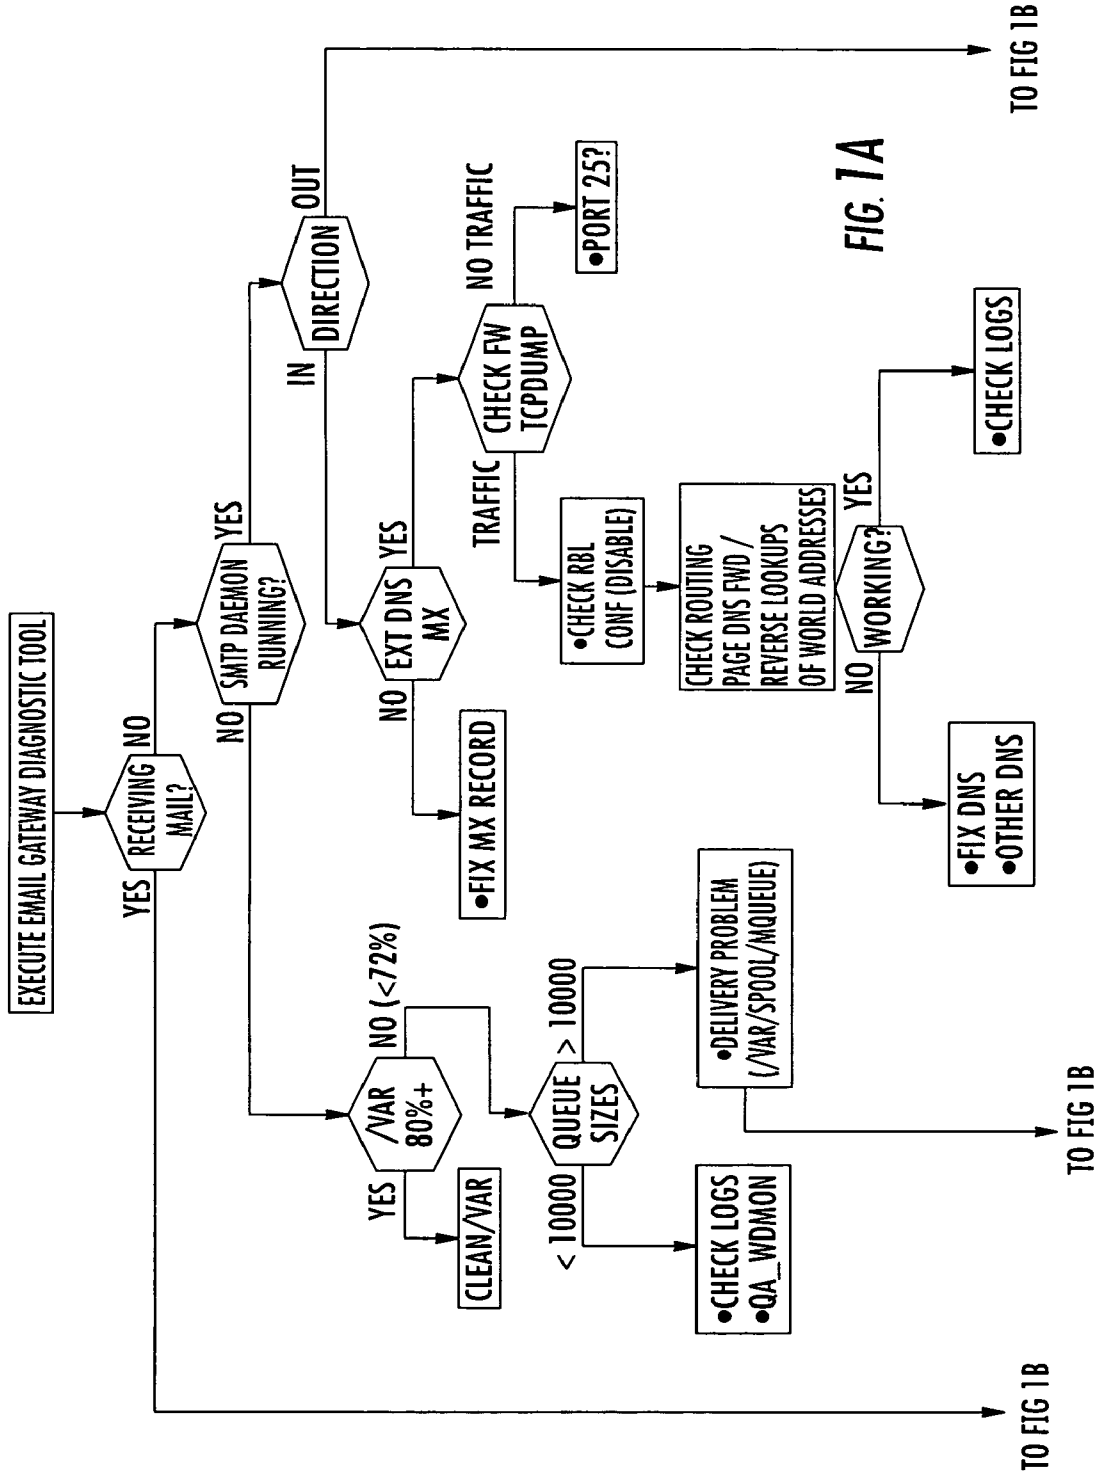 EXECUTE EMAIL GATEWAY DIAGNOSTIC TOOL
RECEIVING
MAIL?
YES
NO
SMTP DAEMON
RUNNING?
NO
YES
DIRECTION
IN
OUT
/VAR
80%+
YES
NO (<72%)
EXT DNS
MX
NO
YES
CLEAN/VAR
•FIX MX RECORD
CHECK FW
TCPDUMP
TRAFFIC
NO TRAFFIC
QUEUE
SIZES
< 10000
> 10000
•CHECK RBL
CONF (DISABLE)
•PORT 25?
•CHECK LOGS
•QA_WDMON
•DELIVERY PROBLEM
(/VAR/SPOOL/MQUEUE)
CHECK ROUTING
PAGE DNS FWD /
REVERSE LOOKUPS
OF WORLD ADDRESSES
WORKING?
NO
YES
•FIX DNS
•OTHER DNS
•CHECK LOGS
FIG. 1A
TO FIG 1B
TO FIG 1B
TO FIG 1B